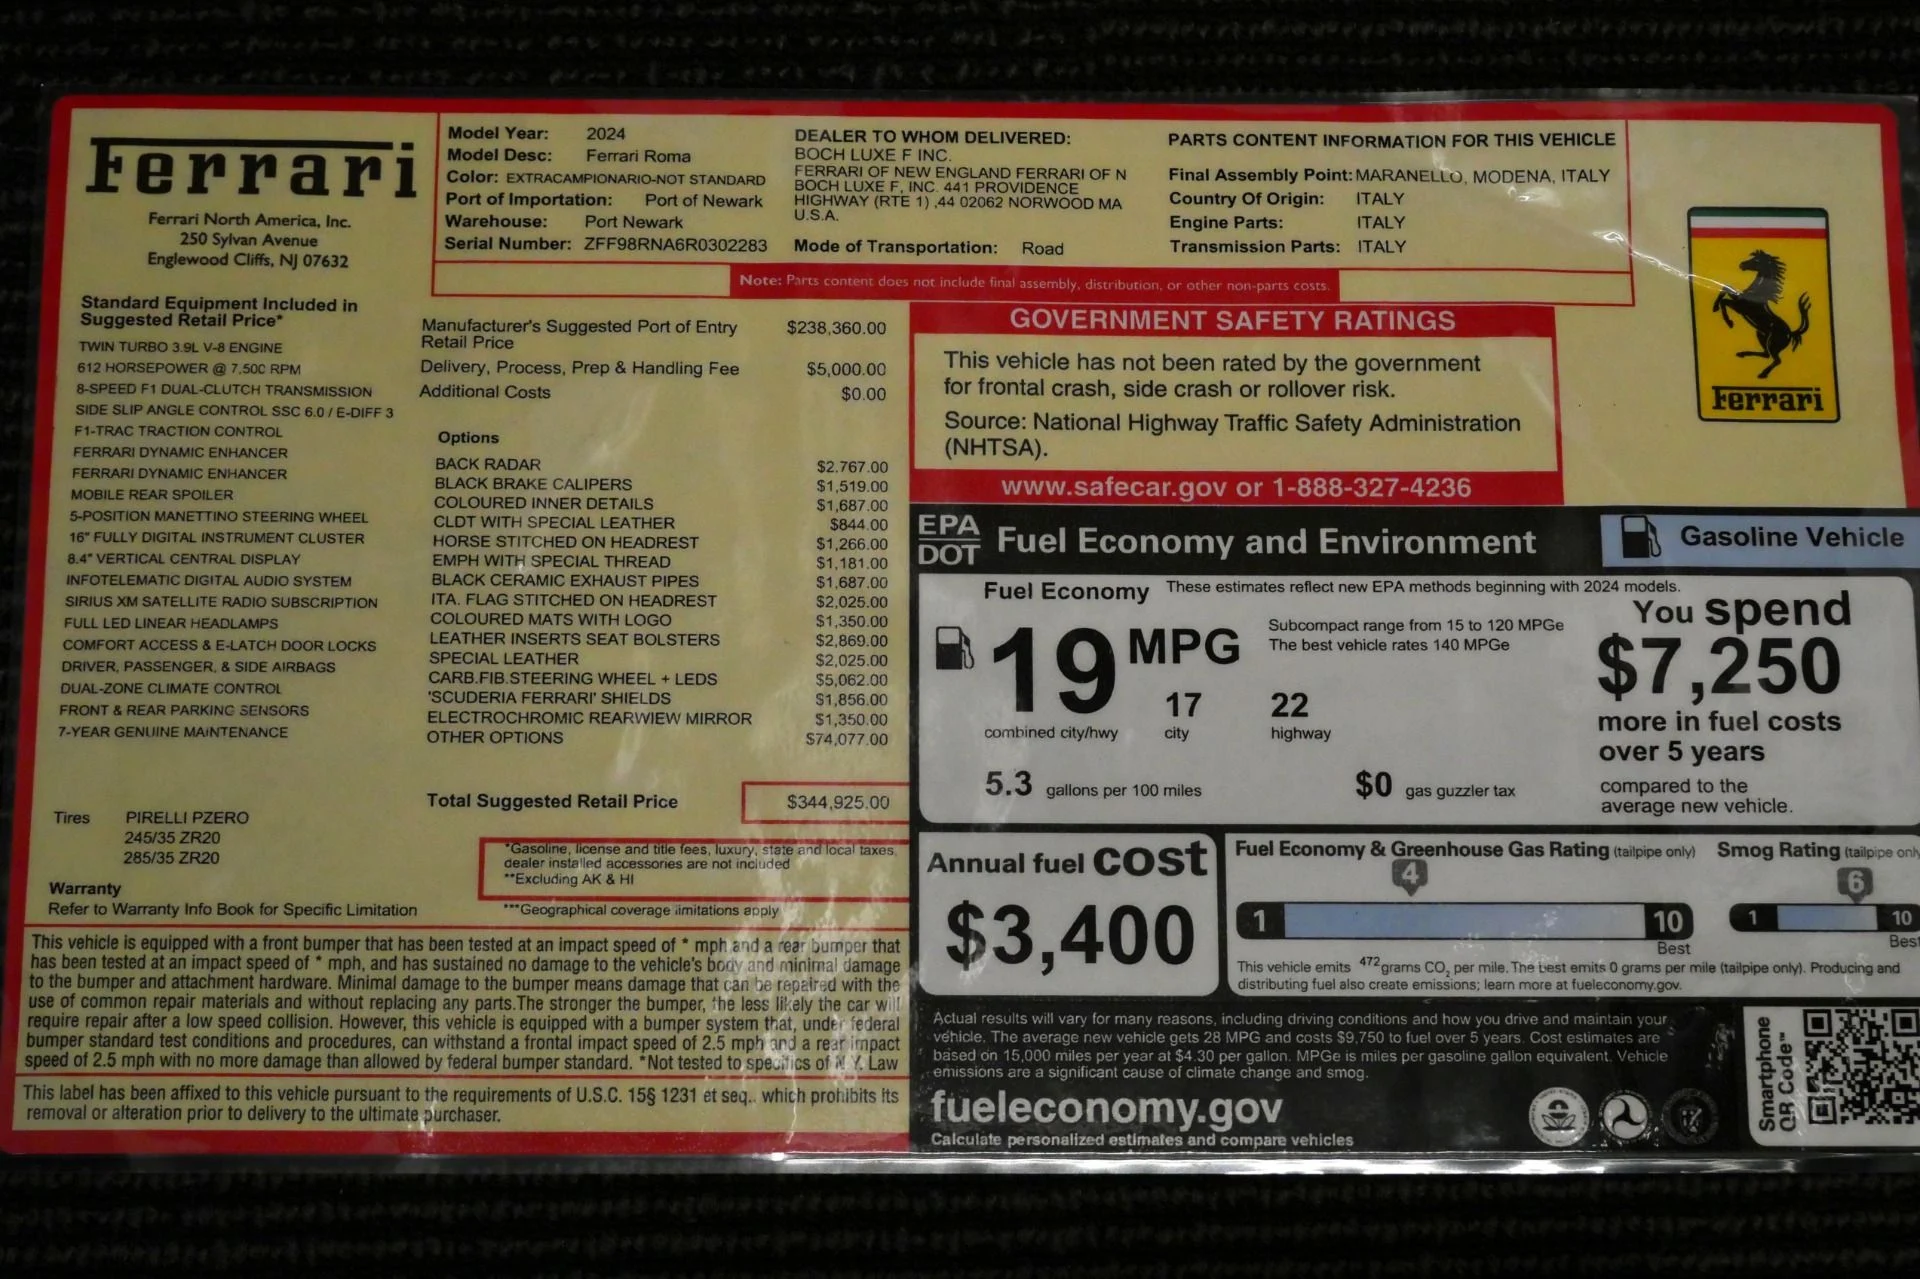 Ferrari
Ferrari North America, Inc.
250 Sylvan Avenue
Englewood Cliffs, NJ 07632
Model Year: 2024
Model Desc: Ferrari Roma
Color: EXTRACAMPIONARIO-NOT STANDARD
Port of Importation: Port of Newark
Warehouse: Port Newark
Serial Number: ZFF98RNA6R0302283
DEALER TO WHOM DELIVERED:
BOCH LUXE F INC.
FERRARI OF NEW ENGLAND FERRARI OF N
BOCH LUXE F, INC. 441 PROVIDENCE
HIGHWAY (RTE 1) ,44 02062 NORWOOD MA
U.S.A.
Mode of Transportation: Road
PARTS CONTENT INFORMATION FOR THIS VEHICLE
Final Assembly Point: MARANELLO, MODENA, ITALY
Country Of Origin: ITALY
Engine Parts: ITALY
Transmission Parts: ITALY
Note: Parts content does not include final assembly, distribution, or other non-parts costs.
Ferrari
Standard Equipment Included in
Suggested Retail Price*
TWIN TURBO 3.9L V-8 ENGINE
612 HORSEPOWER @ 7,500 RPM
8-SPEED F1 DUAL-CLUTCH TRANSMISSION
SIDE SLIP ANGLE CONTROL SSC 6.0 / E-DIFF 3
F1-TRAC TRACTION CONTROL
FERRARI DYNAMIC ENHANCER
FERRARI DYNAMIC ENHANCER
MOBILE REAR SPOILER
5-POSITION MANETTINO STEERING WHEEL
16" FULLY DIGITAL INSTRUMENT CLUSTER
8.4" VERTICAL CENTRAL DISPLAY
INFOTELEMATIC DIGITAL AUDIO SYSTEM
SIRIUS XM SATELLITE RADIO SUBSCRIPTION
FULL LED LINEAR HEADLAMPS
COMFORT ACCESS & E-LATCH DOOR LOCKS
DRIVER, PASSENGER, & SIDE AIRBAGS
DUAL-ZONE CLIMATE CONTROL
FRONT & REAR PARKING SENSORS
7-YEAR GENUINE MAINTENANCE
Tires PIRELLI PZERO
245/35 ZR20
285/35 ZR20
Warranty
Refer to Warranty Info Book for Specific Limitation
Manufacturer's Suggested Port of Entry
Retail Price $238,360.00
Delivery, Process, Prep & Handling Fee $5,000.00
Additional Costs $0.00
Options
BACK RADAR $2,767.00
BLACK BRAKE CALIPERS $1,519.00
COLOURED INNER DETAILS $1,687.00
CLDT WITH SPECIAL LEATHER $844.00
HORSE STITCHED ON HEADREST $1,266.00
EMPH WITH SPECIAL THREAD $1,181.00
BLACK CERAMIC EXHAUST PIPES $1,687.00
ITA. FLAG STITCHED ON HEADREST $2,025.00
COLOURED MATS WITH LOGO $1,350.00
LEATHER INSERTS SEAT BOLSTERS $2,869.00
SPECIAL LEATHER $2,025.00
CARB.FIB.STEERING WHEEL + LEDS $5,062.00
'SCUDERIA FERRARI' SHIELDS $1,856.00
ELECTROCHROMIC REARWIEW MIRROR $1,350.00
OTHER OPTIONS $74,077.00
Total Suggested Retail Price $344,925.00
*Gasoline, license and title fees, luxury, state and local taxes,
dealer installed accessories are not included
**Excluding AK & HI
***Geographical coverage limitations apply
This vehicle is equipped with a front bumper that has been tested at an impact speed of * mph and a rear bumper that
has been tested at an impact speed of * mph, and has sustained no damage to the vehicle's body and minimal damage
to the bumper and attachment hardware. Minimal damage to the bumper means damage that can be repaired with the
use of common repair materials and without replacing any parts.The stronger the bumper, the less likely the car will
require repair after a low speed collision. However, this vehicle is equipped with a bumper system that, under federal
bumper standard test conditions and procedures, can withstand a frontal impact speed of 2.5 mph and a rear impact
speed of 2.5 mph with no more damage than allowed by federal bumper standard. *Not tested to specifics of N.Y. Law
This label has been affixed to this vehicle pursuant to the requirements of U.S.C. 15§ 1231 et seq., which prohibits its
removal or alteration prior to delivery to the ultimate purchaser.
GOVERNMENT SAFETY RATINGS
This vehicle has not been rated by the government
for frontal crash, side crash or rollover risk.
Source: National Highway Traffic Safety Administration
(NHTSA).
www.safecar.gov or 1-888-327-4236
EPA
DOT
Fuel Economy and Environment
Gasoline Vehicle
Fuel Economy These estimates reflect new EPA methods beginning with 2024 models.
19 MPG
combined city/hwy
17
city
22
highway
Subcompact range from 15 to 120 MPGe
The best vehicle rates 140 MPGe
5.3 gallons per 100 miles
$0 gas guzzler tax
You spend
$7,250
more in fuel costs
over 5 years
compared to the
average new vehicle.
Annual fuel cost
$3,400
Fuel Economy & Greenhouse Gas Rating (tailpipe only)
4
1 10
Best
Smog Rating (tailpipe only
6
1 10
Best
This vehicle emits 472 grams CO2 per mile. The best emits 0 grams per mile (tailpipe only). Producing and
distributing fuel also create emissions; learn more at fueleconomy.gov.
Actual results will vary for many reasons, including driving conditions and how you drive and maintain your
vehicle. The average new vehicle gets 28 MPG and costs $9,750 to fuel over 5 years. Cost estimates are
based on 15,000 miles per year at $4.30 per gallon. MPGe is miles per gasoline gallon equivalent. Vehicle
emissions are a significant cause of climate change and smog.
fueleconomy.gov
Calculate personalized estimates and compare vehicles
Smartphone
QR Code™